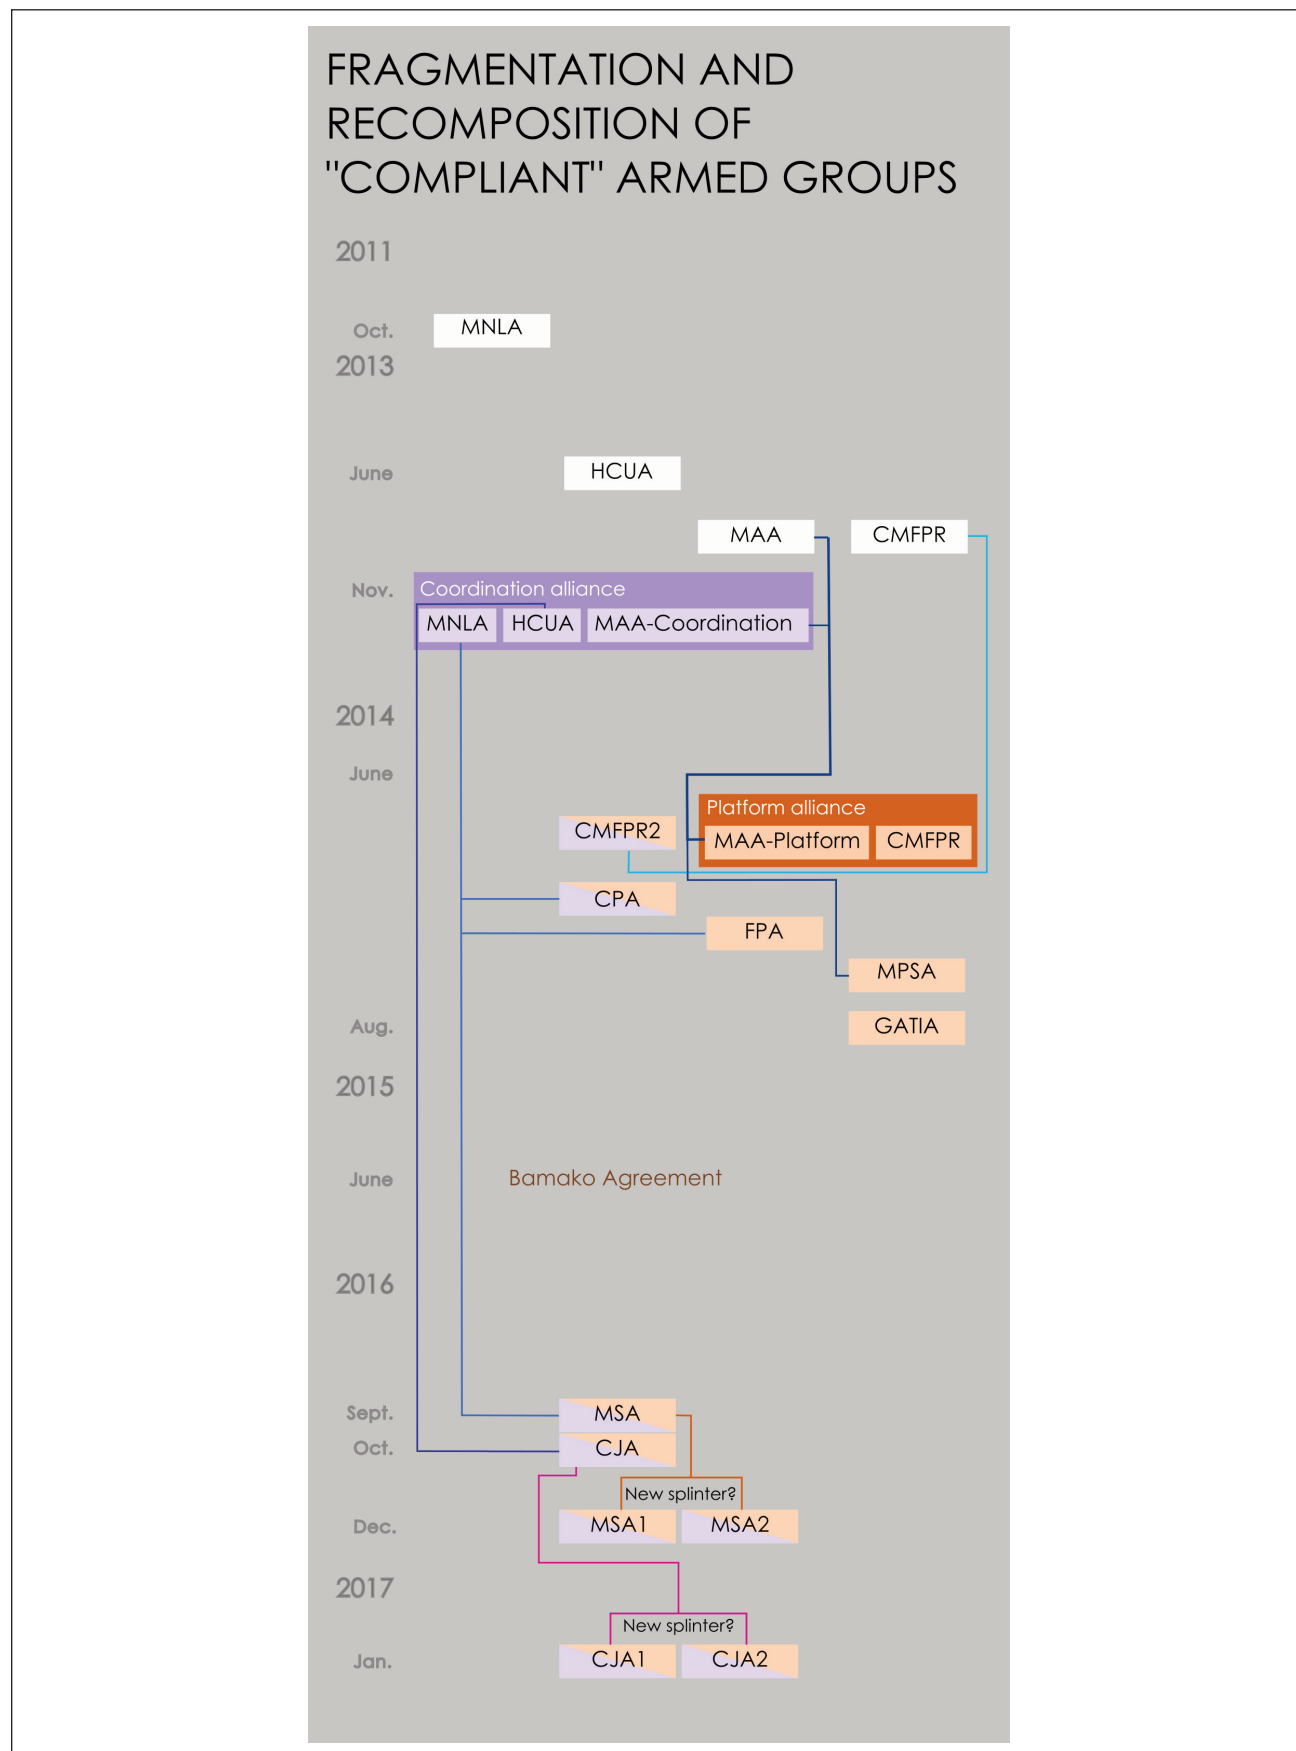 FRAGMENTATION AND
RECOMPOSITION OF
"COMPLIANT" ARMED GROUPS
2011
Oct.
MNLA
2013
June
HCUA
MAA
CMFPR
Nov.
Coordination alliance
MNLA
HCUA
MAA-Coordination
2014
June
Platform alliance
CMFPR2
MAA-Platform
CMFPR
CPA
FPA
MPSA
Aug.
GATIA
2015
June
Bamako Agreement
2016
Sept.
MSA
Oct.
CJA
New splinter?
Dec.
MSA1
MSA2
2017
New splinter?
Jan.
CJA1
CJA2